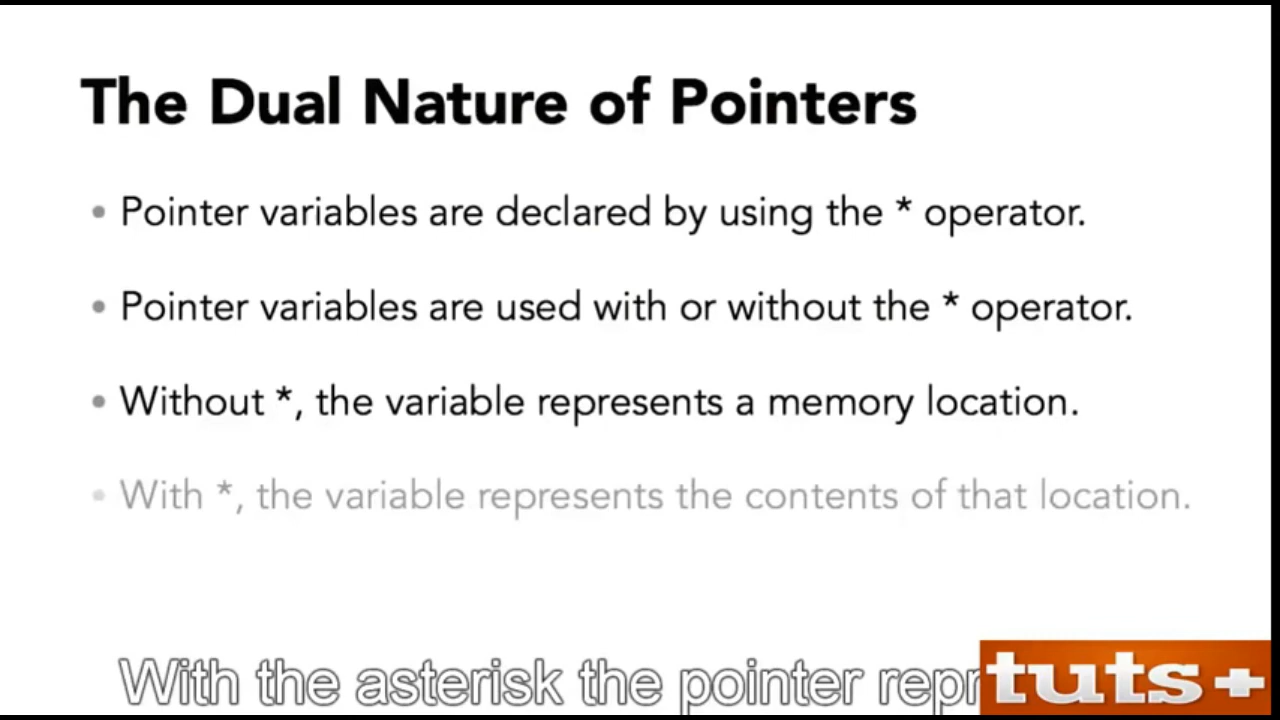 The Dual Nature of Pointers
• Pointer variables are declared by using the * operator.
• Pointer variables are used with or without the * operator.
• Without *, the variable represents a memory location.
• With *, the variable represents the contents of that location.
With the asterisk the pointer repr
tuts+